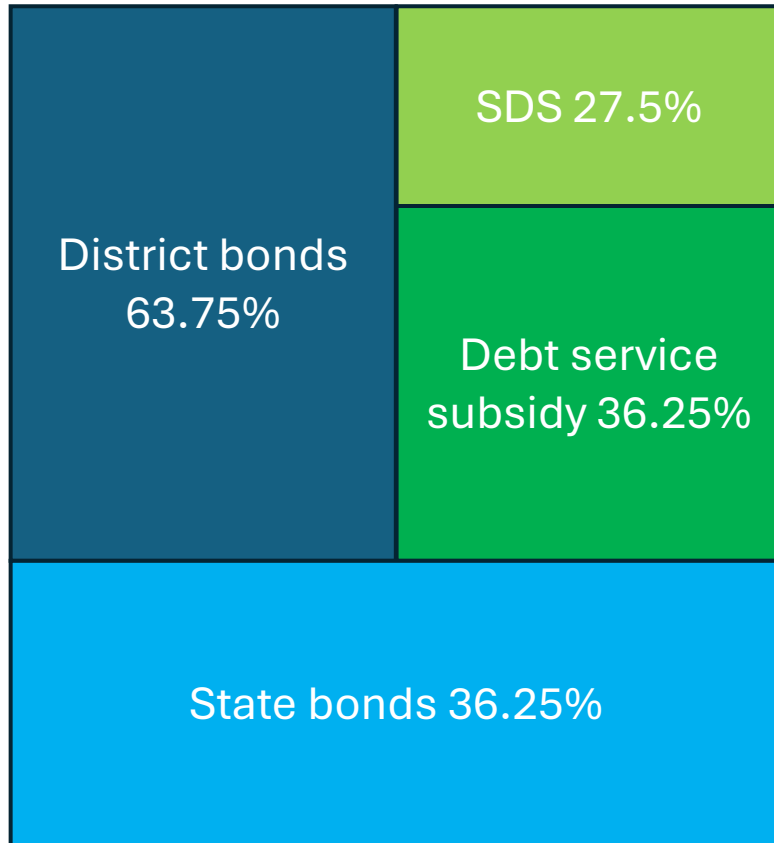 SDS 27.5%
District bonds
63.75%
Debt service
subsidy 36.25%
State bonds 36.25%